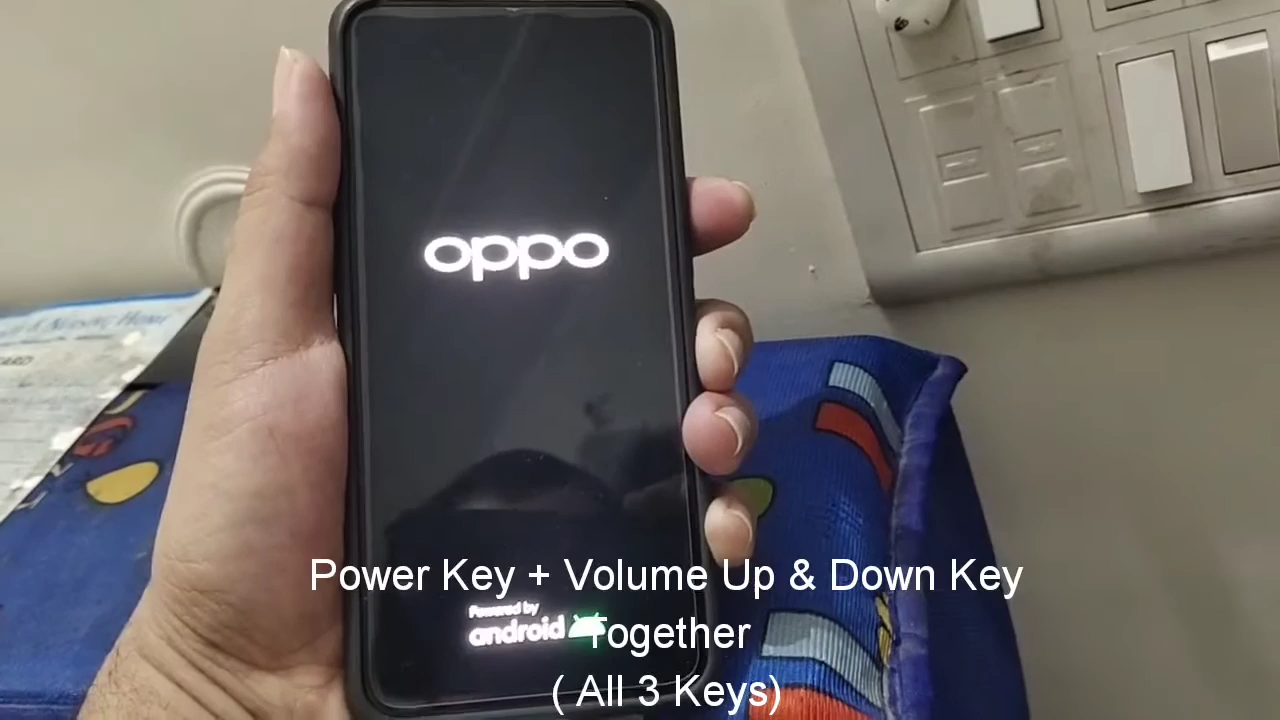 oppo
Power Key + Volume Up & Down Key
Powered by
android
Together
( All 3 Keys)